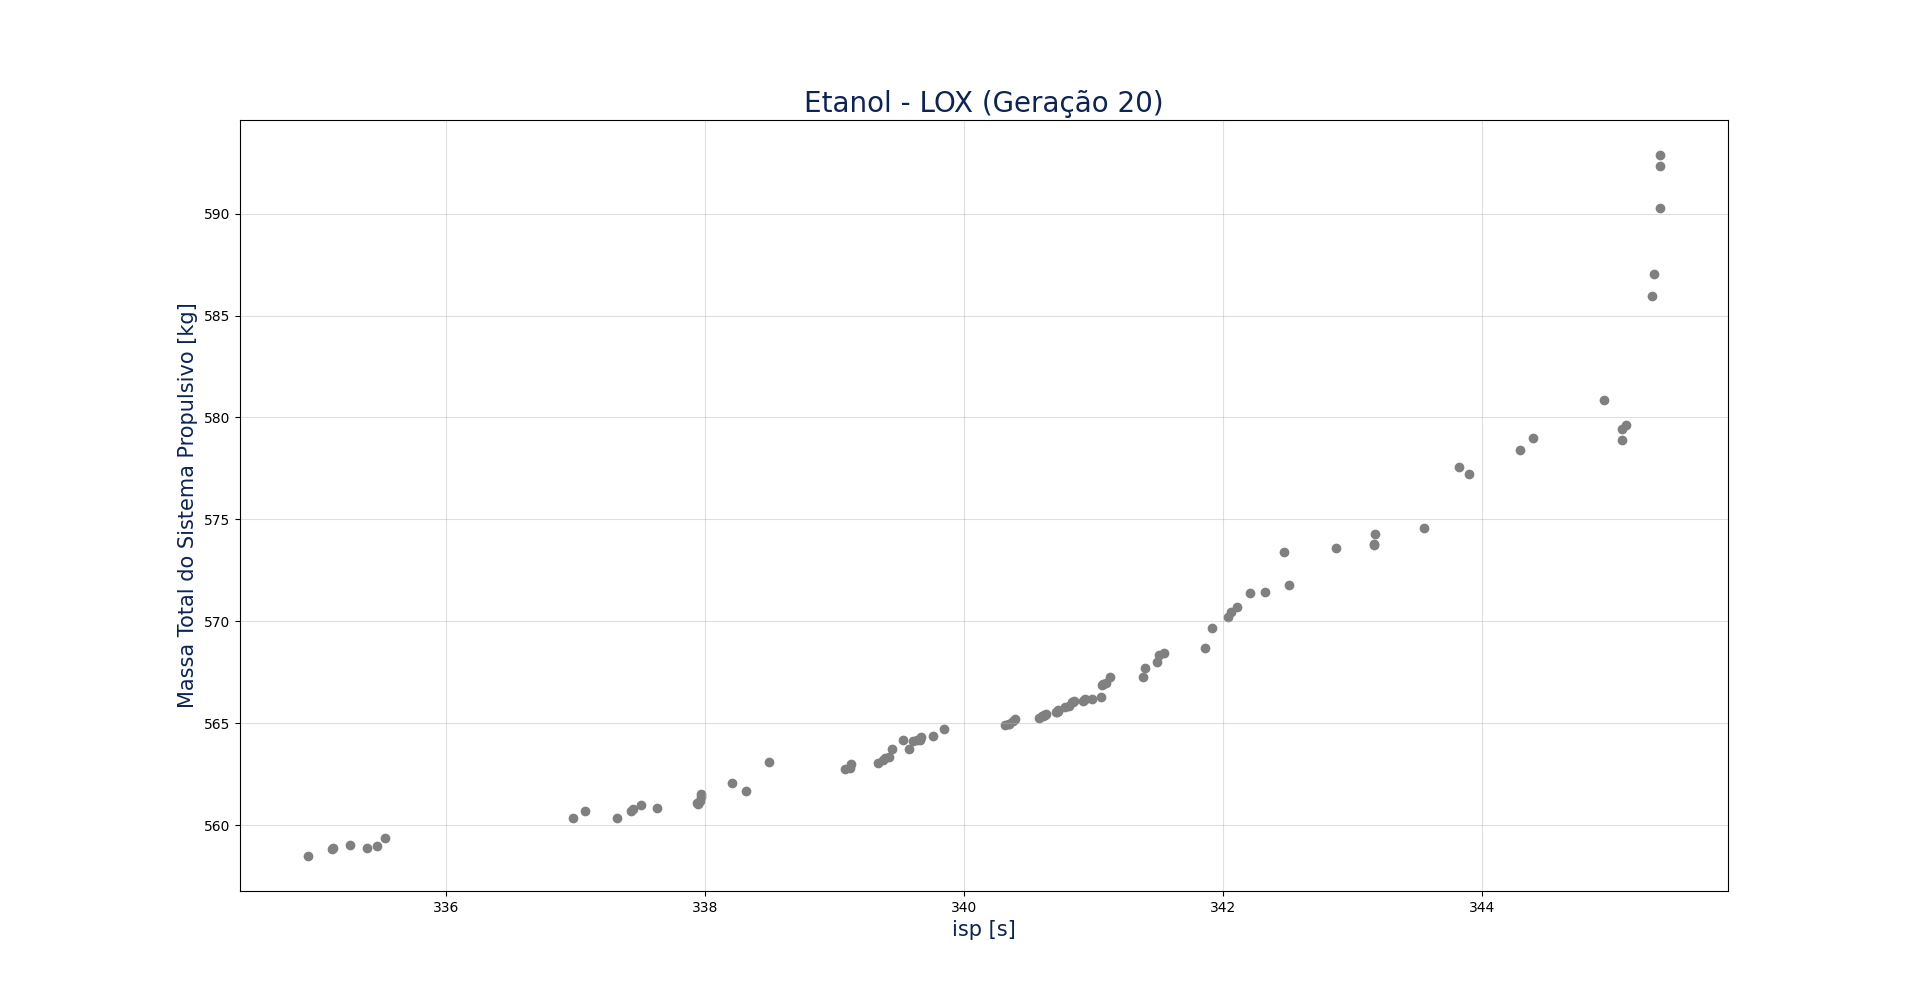 Etanol - LOX (Geração 20)
Massa Total do Sistema Propulsivo [kg]
590
585
580
575
570
565
560
336 338 340 342 344
isp [s]